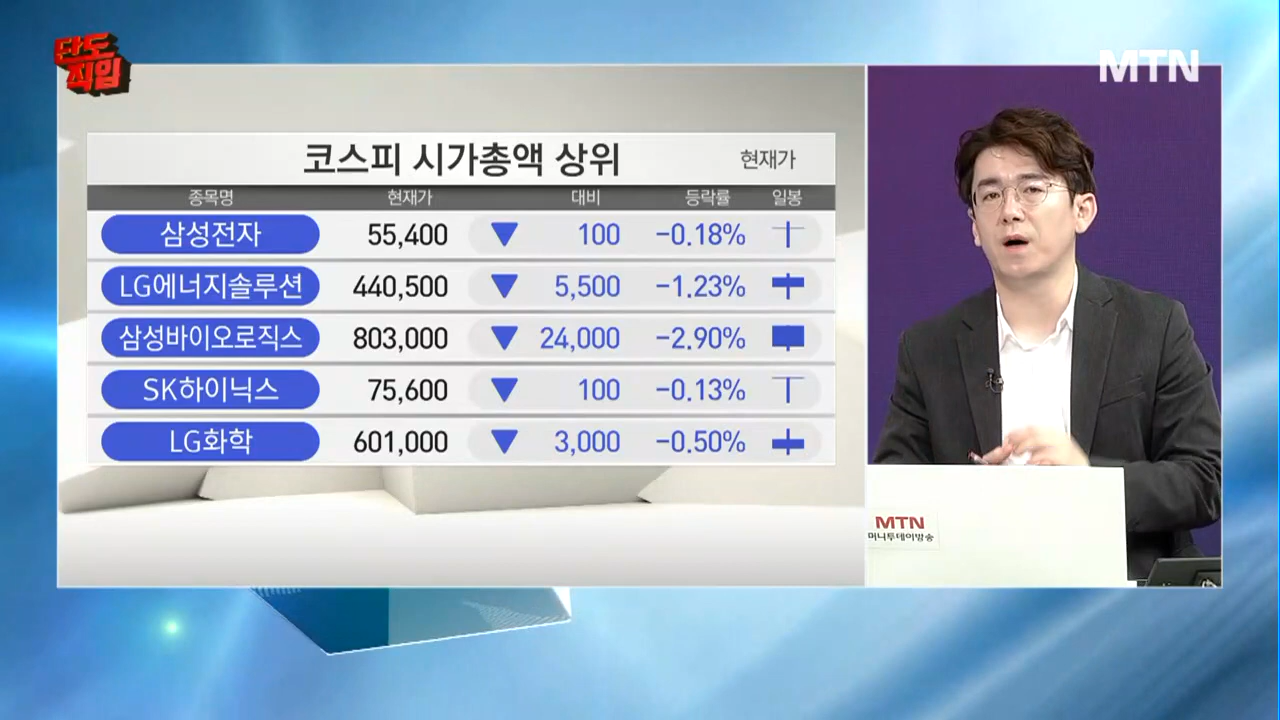 단도
직입
MTN
코스피 시가총액 상위 현재가
종목명 현재가 대비 등락률 일봉
삼성전자 55,400 ▼ 100 -0.18%
LG에너지솔루션 440,500 ▼ 5,500 -1.23%
삼성바이오로직스 803,000 ▼ 24,000 -2.90%
SK하이닉스 75,600 ▼ 100 -0.13%
LG화학 601,000 ▼ 3,000 -0.50%
MTN
머니투데이방송